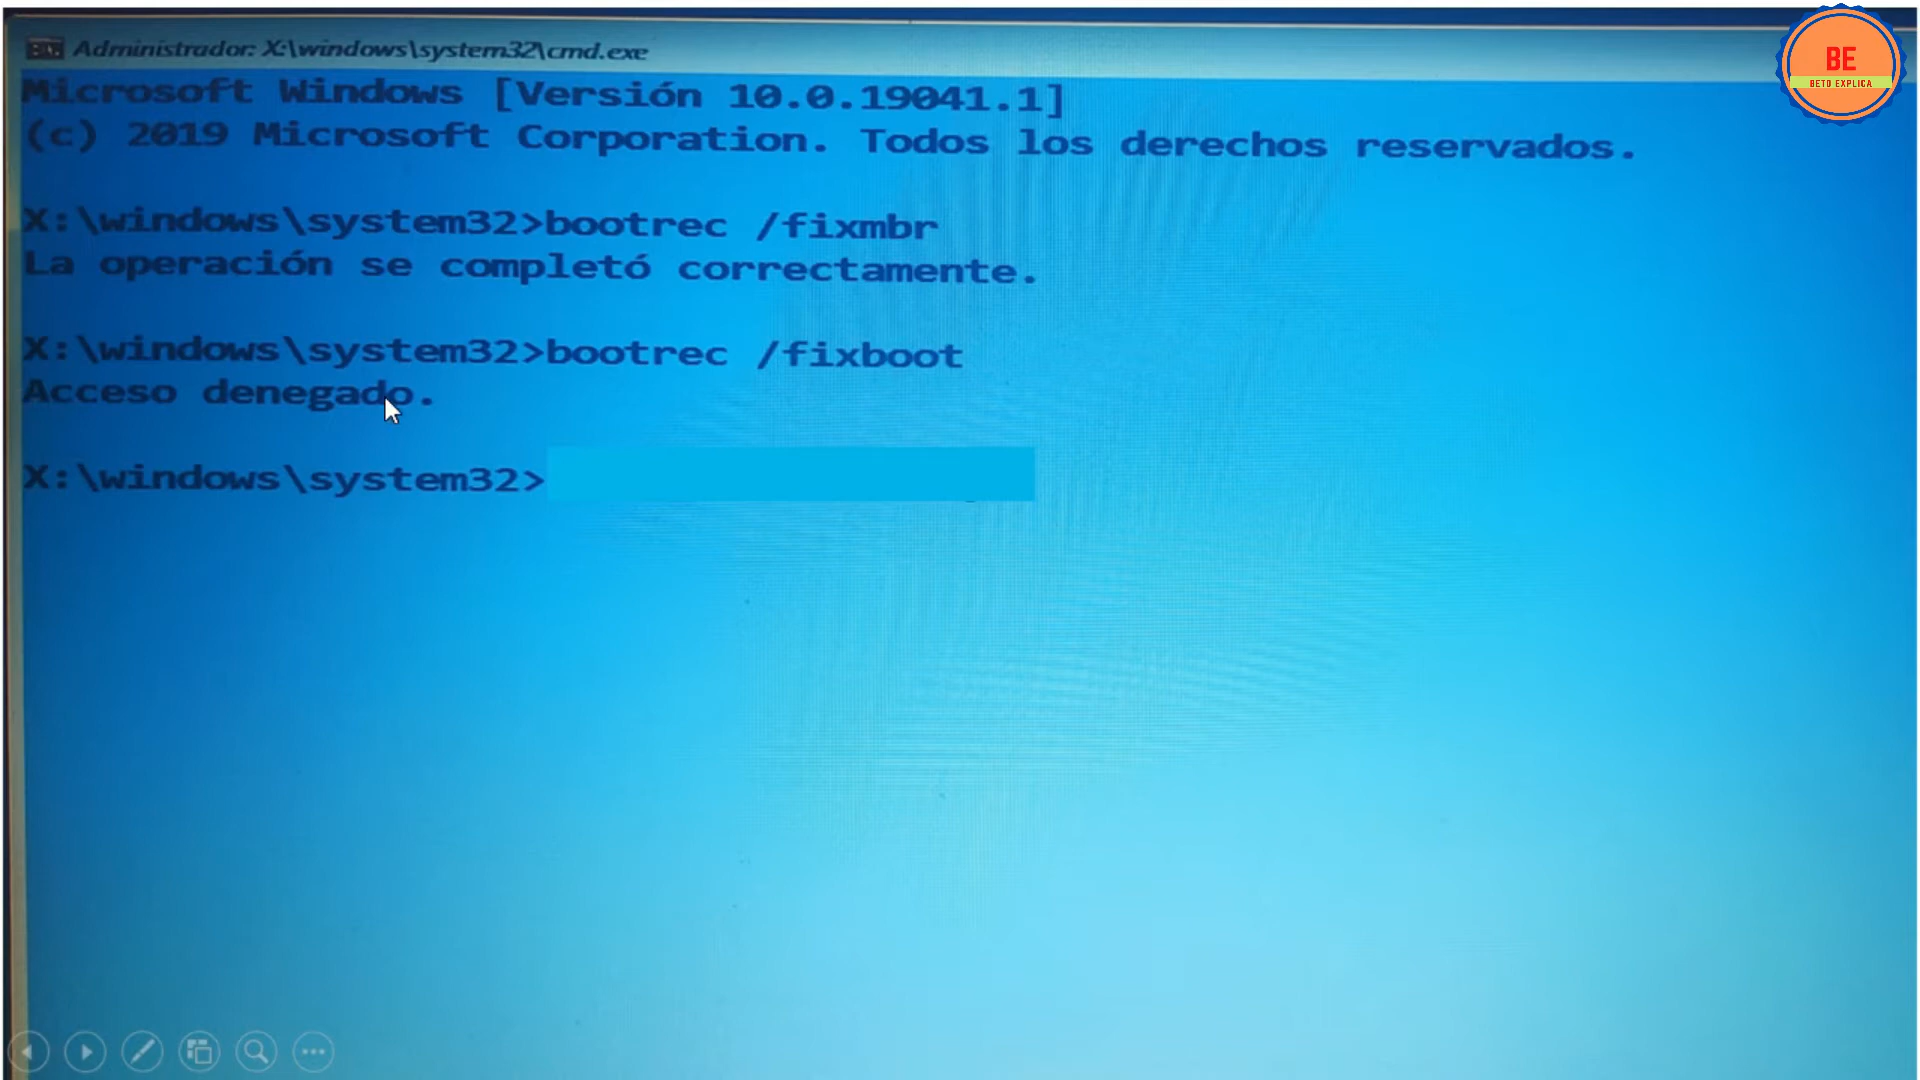 Administrador: X:\windows\system32\cmd.exe
BE
BETO EXPLICA
Microsoft Windows [Versión 10.0.19041.1]
(c) 2019 Microsoft Corporation. Todos los derechos reservados.
X:\windows\system32>bootrec /fixmbr
La operación se completó correctamente.
X:\windows\system32>bootrec /fixboot
Acceso denegado.
X:\windows\system32>